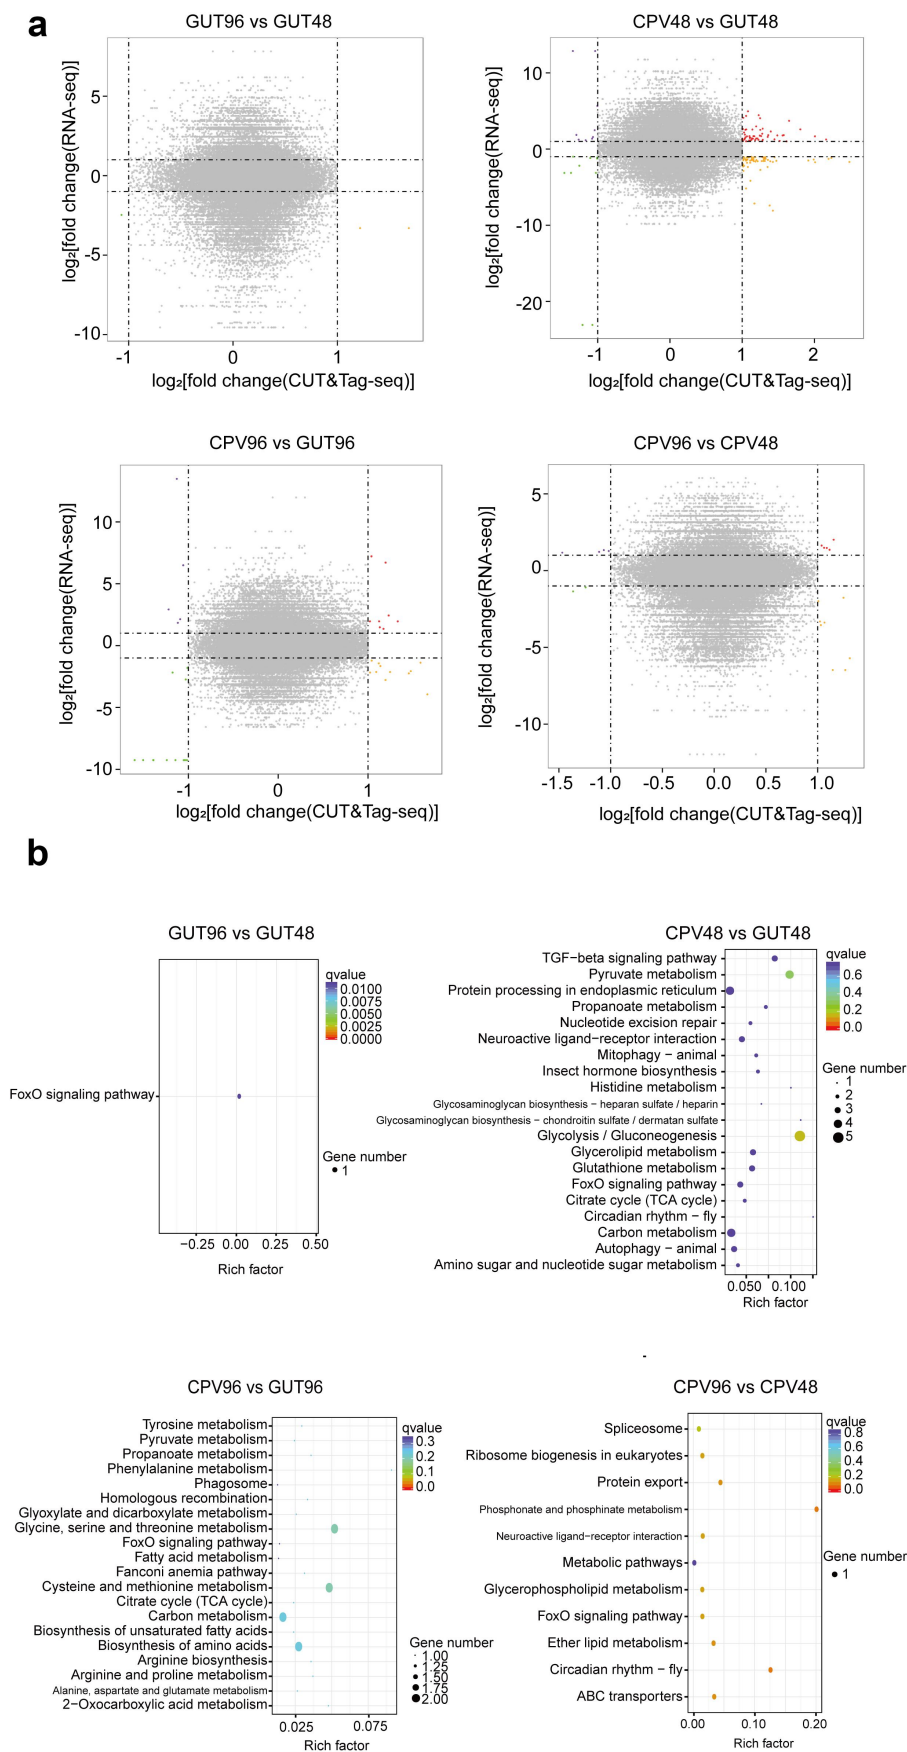 a
GUT96 vs GUT48
log₂[fold change(RNA-seq)]
5
0
-5
-10
-1
0
1
log₂[fold change(CUT&Tag-seq)]
CPV48 vs GUT48
log₂[fold change(RNA-seq)]
10
0
-10
-20
-1
0
1
2
log₂[fold change(CUT&Tag-seq)]
CPV96 vs GUT96
log₂[fold change(RNA-seq)]
10
5
0
-5
-10
-1
0
1
log₂[fold change(CUT&Tag-seq)]
CPV96 vs CPV48
log₂[fold change(RNA-seq)]
5
0
-5
-10
-1.5
-1.0
-0.5
0.0
0.5
1.0
log₂[fold change(CUT&Tag-seq)]
b
GUT96 vs GUT48
FoxO signaling pathway
−0.25 0.00 0.25 0.50
Rich factor
qvalue
0.0100
0.0075
0.0050
0.0025
0.0000
Gene number
1
CPV48 vs GUT48
TGF−beta signaling pathway
Pyruvate metabolism
Protein processing in endoplasmic reticulum
Propanoate metabolism
Nucleotide excision repair
Neuroactive ligand−receptor interaction
Mitophagy − animal
Insect hormone biosynthesis
Histidine metabolism
Glycosaminoglycan biosynthesis − heparan sulfate / heparin
Glycosaminoglycan biosynthesis − chondroitin sulfate / dermatan sulfate
Glycolysis / Gluconeogenesis
Glycerolipid metabolism
Glutathione metabolism
FoxO signaling pathway
Citrate cycle (TCA cycle)
Circadian rhythm − fly
Carbon metabolism
Autophagy − animal
Amino sugar and nucleotide sugar metabolism
0.050 0.100
Rich factor
qvalue
0.6
0.4
0.2
0.0
Gene number
1
2
3
4
5
-
CPV96 vs GUT96
Tyrosine metabolism
Pyruvate metabolism
Propanoate metabolism
Phenylalanine metabolism
Phagosome
Homologous recombination
Glyoxylate and dicarboxylate metabolism
Glycine, serine and threonine metabolism
FoxO signaling pathway
Fatty acid metabolism
Fanconi anemia pathway
Cysteine and methionine metabolism
Citrate cycle (TCA cycle)
Carbon metabolism
Biosynthesis of unsaturated fatty acids
Biosynthesis of amino acids
Arginine biosynthesis
Arginine and proline metabolism
Alanine, aspartate and glutamate metabolism
2−Oxocarboxylic acid metabolism
0.025 0.075
Rich factor
qvalue
0.3
0.2
0.1
0.0
Gene number
1.00
1.25
1.50
1.75
2.00
CPV96 vs CPV48
Spliceosome
Ribosome biogenesis in eukaryotes
Protein export
Phosphonate and phosphinate metabolism
Neuroactive ligand−receptor interaction
Metabolic pathways
Glycerophospholipid metabolism
FoxO signaling pathway
Ether lipid metabolism
Circadian rhythm − fly
ABC transporters
0.00 0.10 0.20
Rich factor
qvalue
0.8
0.6
0.4
0.2
0.0
Gene number
1